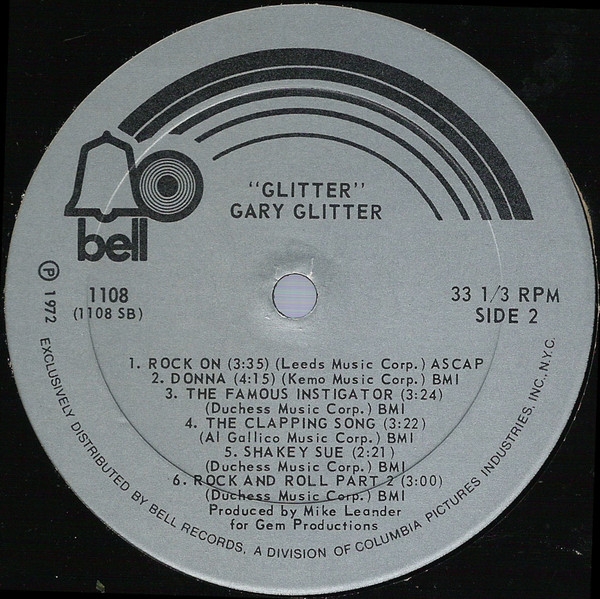 "GLITTER"
GARY GLITTER
bell
1108
(1108 SB)
33 1/3 RPM
SIDE 2
1. ROCK ON (3:35) (Leeds Music Corp.) ASCAP
2. DONNA (4:15) (Kemo Music Corp.) BMI
3. THE FAMOUS INSTIGATOR (3:24)
(Duchess Music Corp.) BMI
4. THE CLAPPING SONG (3:22)
(Al Gallico Music Corp.) BMI
5. SHAKEY SUE (2:21)
(Duchess Music Corp.) BMI
6. ROCK AND ROLL PART 2 (3:00)
(Duchess Music Corp.) BMI
Produced by Mike Leander
for Gem Productions
Ⓟ 1972 EXCLUSIVELY DISTRIBUTED BY BELL RECORDS, A DIVISION OF COLUMBIA PICTURES INDUSTRIES, INC., N.Y.C.